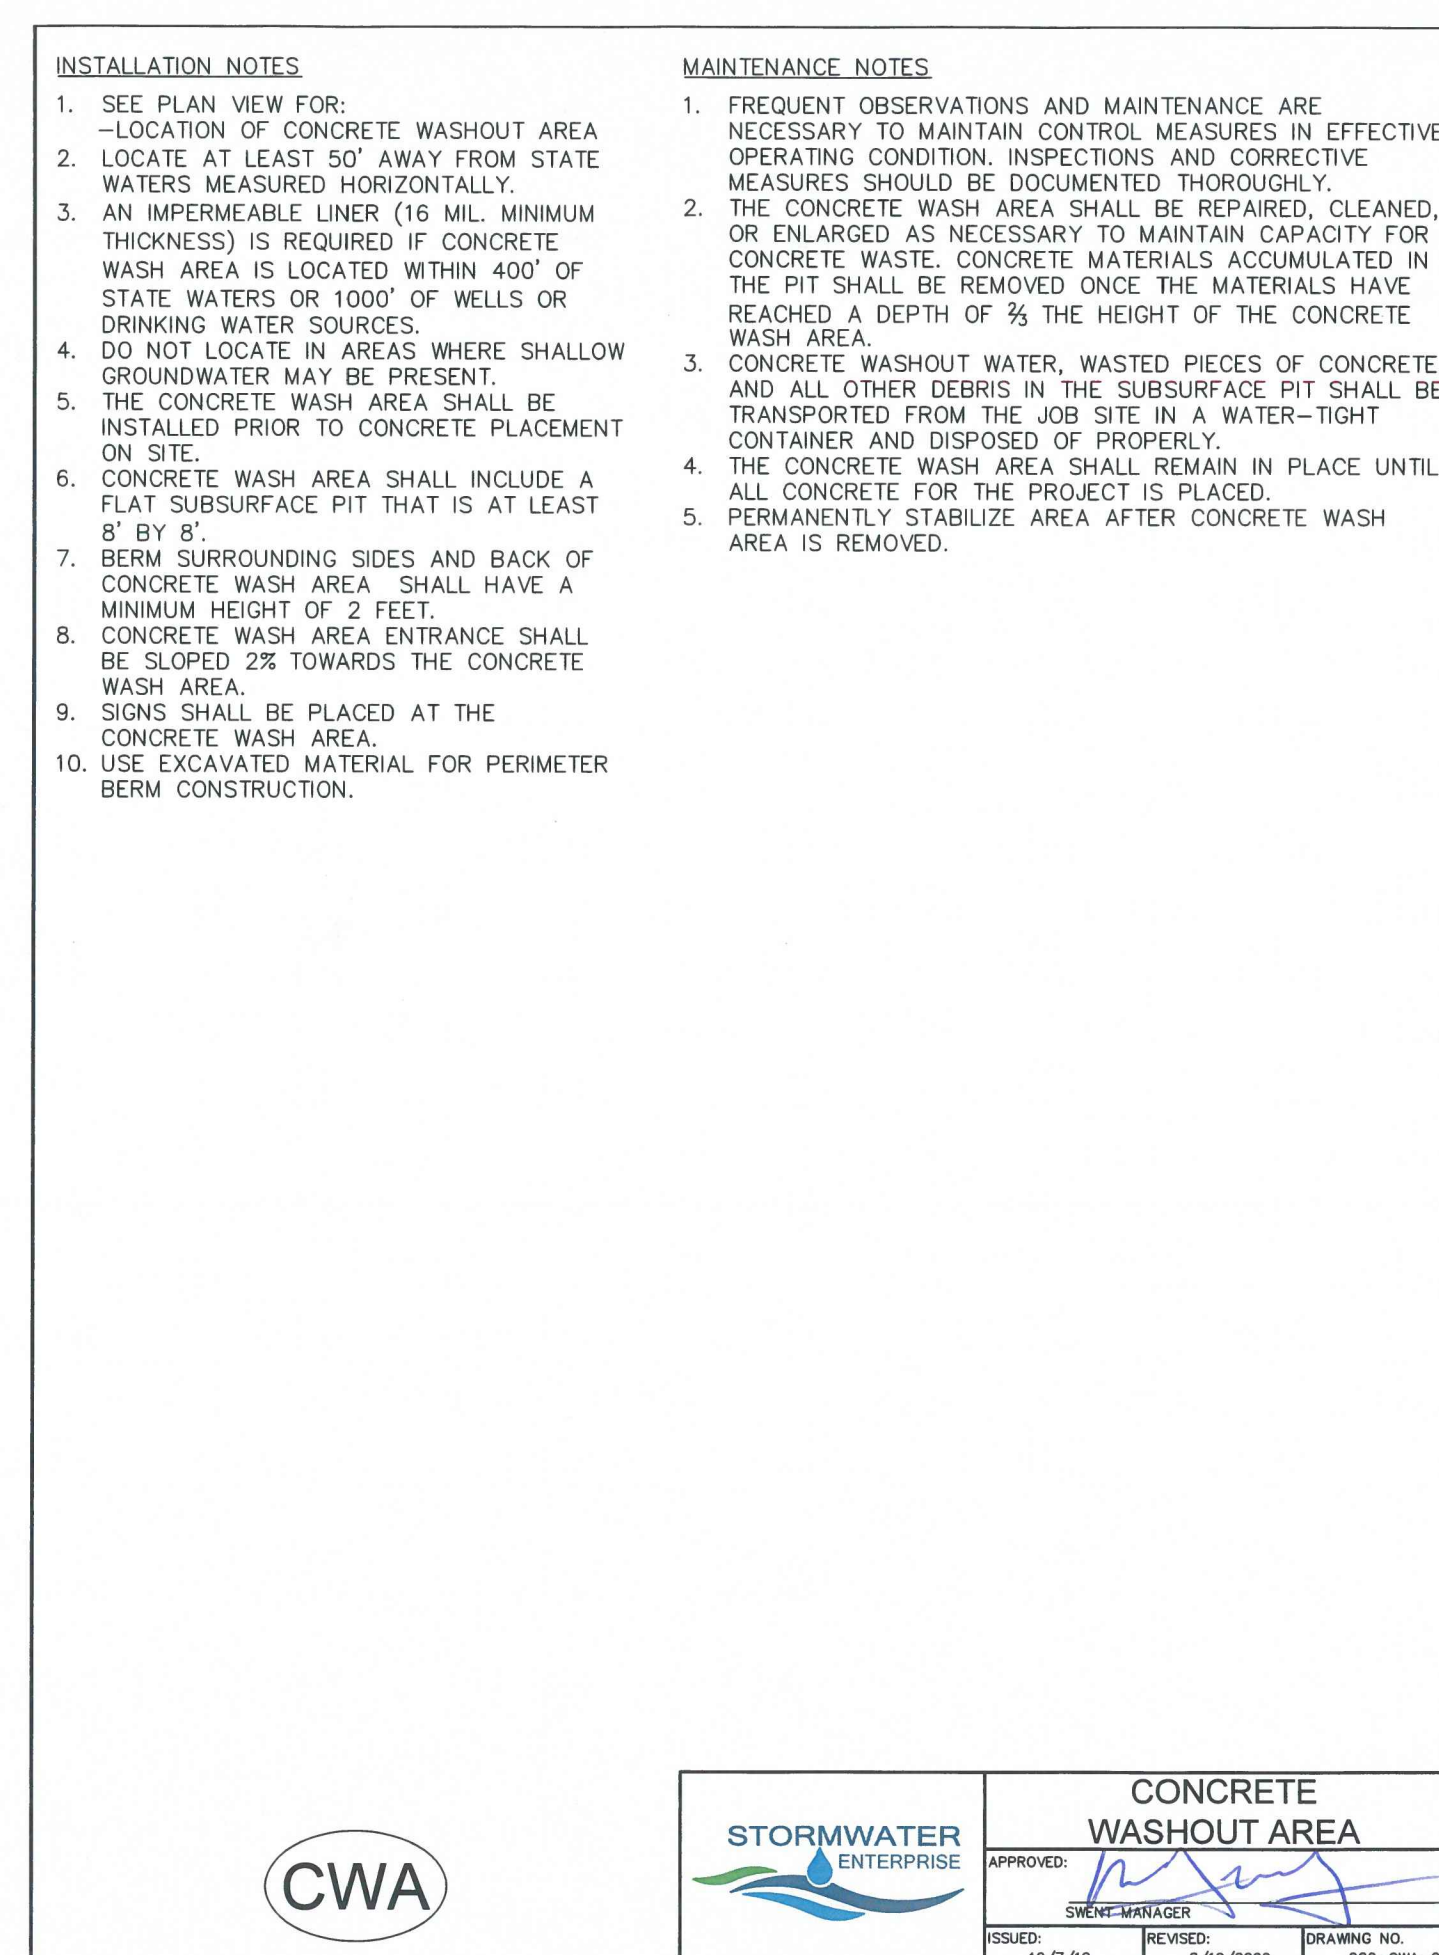 INSTALLATION NOTES
1. SEE PLAN VIEW FOR:
–LOCATION OF CONCRETE WASHOUT AREA
2. LOCATE AT LEAST 50' AWAY FROM STATE
WATERS MEASURED HORIZONTALLY.
3. AN IMPERMEABLE LINER (16 MIL. MINIMUM
THICKNESS) IS REQUIRED IF CONCRETE
WASH AREA IS LOCATED WITHIN 400' OF
STATE WATERS OR 1000' OF WELLS OR
DRINKING WATER SOURCES.
4. DO NOT LOCATE IN AREAS WHERE SHALLOW
GROUNDWATER MAY BE PRESENT.
5. THE CONCRETE WASH AREA SHALL BE
INSTALLED PRIOR TO CONCRETE PLACEMENT
ON SITE.
6. CONCRETE WASH AREA SHALL INCLUDE A
FLAT SUBSURFACE PIT THAT IS AT LEAST
8' BY 8'.
7. BERM SURROUNDING SIDES AND BACK OF
CONCRETE WASH AREA SHALL HAVE A
MINIMUM HEIGHT OF 2 FEET.
8. CONCRETE WASH AREA ENTRANCE SHALL
BE SLOPED 2% TOWARDS THE CONCRETE
WASH AREA.
9. SIGNS SHALL BE PLACED AT THE
CONCRETE WASH AREA.
10. USE EXCAVATED MATERIAL FOR PERIMETER
BERM CONSTRUCTION.
MAINTENANCE NOTES
1. FREQUENT OBSERVATIONS AND MAINTENANCE ARE
NECESSARY TO MAINTAIN CONTROL MEASURES IN EFFECTIVE
OPERATING CONDITION. INSPECTIONS AND CORRECTIVE
MEASURES SHOULD BE DOCUMENTED THOROUGHLY.
2. THE CONCRETE WASH AREA SHALL BE REPAIRED, CLEANED,
OR ENLARGED AS NECESSARY TO MAINTAIN CAPACITY FOR
CONCRETE WASTE. CONCRETE MATERIALS ACCUMULATED IN
THE PIT SHALL BE REMOVED ONCE THE MATERIALS HAVE
REACHED A DEPTH OF ⅔ THE HEIGHT OF THE CONCRETE
WASH AREA.
3. CONCRETE WASHOUT WATER, WASTED PIECES OF CONCRETE
AND ALL OTHER DEBRIS IN THE SUBSURFACE PIT SHALL BE
TRANSPORTED FROM THE JOB SITE IN A WATER–TIGHT
CONTAINER AND DISPOSED OF PROPERLY.
4. THE CONCRETE WASH AREA SHALL REMAIN IN PLACE UNTIL
ALL CONCRETE FOR THE PROJECT IS PLACED.
5. PERMANENTLY STABILIZE AREA AFTER CONCRETE WASH
AREA IS REMOVED.
CWA
STORMWATER
ENTERPRISE
CONCRETE
WASHOUT AREA
APPROVED:
SWENT MANAGER
ISSUED:
REVISED:
DRAWING NO.